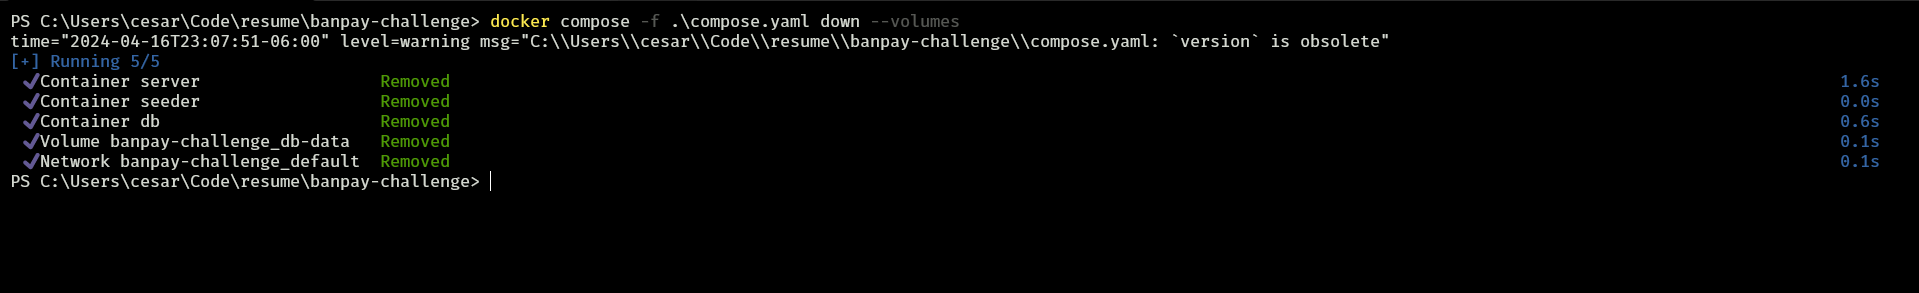 PS C:\Users\cesar\Code\resume\banpay-challenge> docker compose -f .\compose.yaml down --volumes
time="2024-04-16T23:07:51-06:00" level=warning msg="C:\\Users\\cesar\\Code\\resume\\banpay-challenge\\compose.yaml: `version` is obsolete"
[+] Running 5/5
✔Container server Removed 1.6s
✔Container seeder Removed 0.0s
✔Container db Removed 0.6s
✔Volume banpay-challenge_db-data Removed 0.1s
✔Network banpay-challenge_default Removed 0.1s
PS C:\Users\cesar\Code\resume\banpay-challenge>